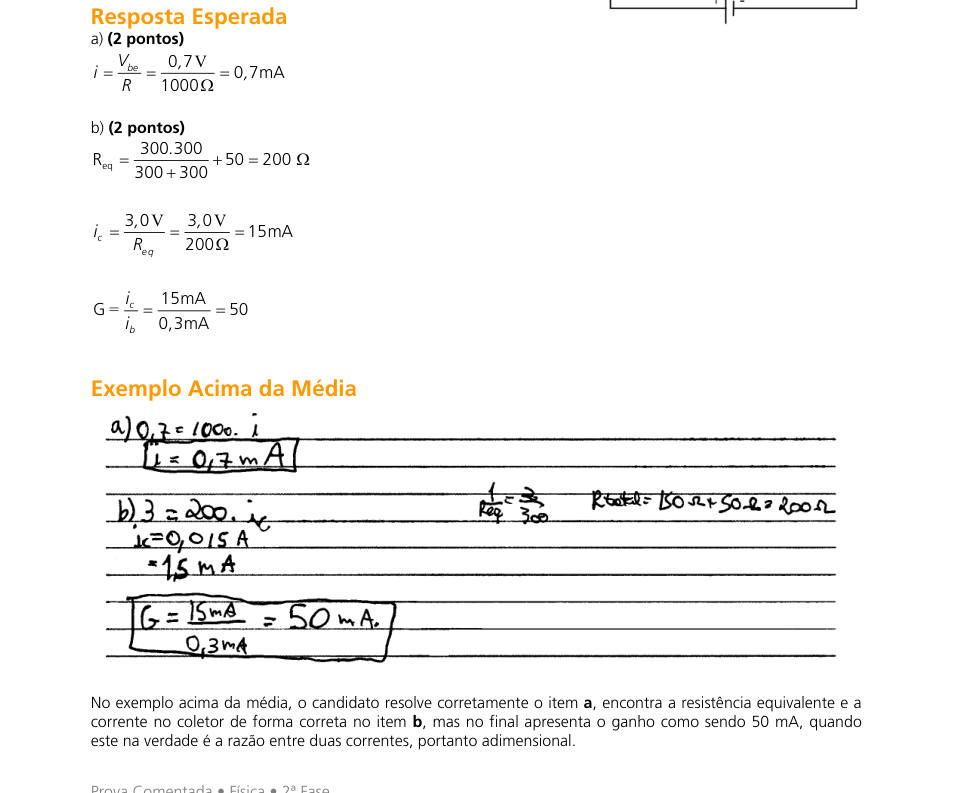 Resposta Esperada
a) (2 pontos)
i = V_be / R = 0,7 V / 1000 Ω = 0,7mA
b) (2 pontos)
R_eq = 300.300 / 300 + 300 + 50 = 200 Ω
i_c = 3,0 V / R_eq = 3,0 V / 200 Ω = 15mA
G = i_c / i_b = 15mA / 0,3mA = 50
Exemplo Acima da Média
a) 0,7 = 1000. i
i = 0,7 m A
b) 3 = 200. ic
1 / Req = 2 / 300
Rtotal = 150 Ω + 50 Ω = 200 Ω
ic = 0,015 A
= 15 m A
G = 15 mA / 0,3 mA = 50 m A.
No exemplo acima da média, o candidato resolve corretamente o item a, encontra a resistência equivalente e a
corrente no coletor de forma correta no item b, mas no final apresenta o ganho como sendo 50 mA, quando
este na verdade é a razão entre duas correntes, portanto adimensional.
Prova Comentada • Física • 2ª Fase